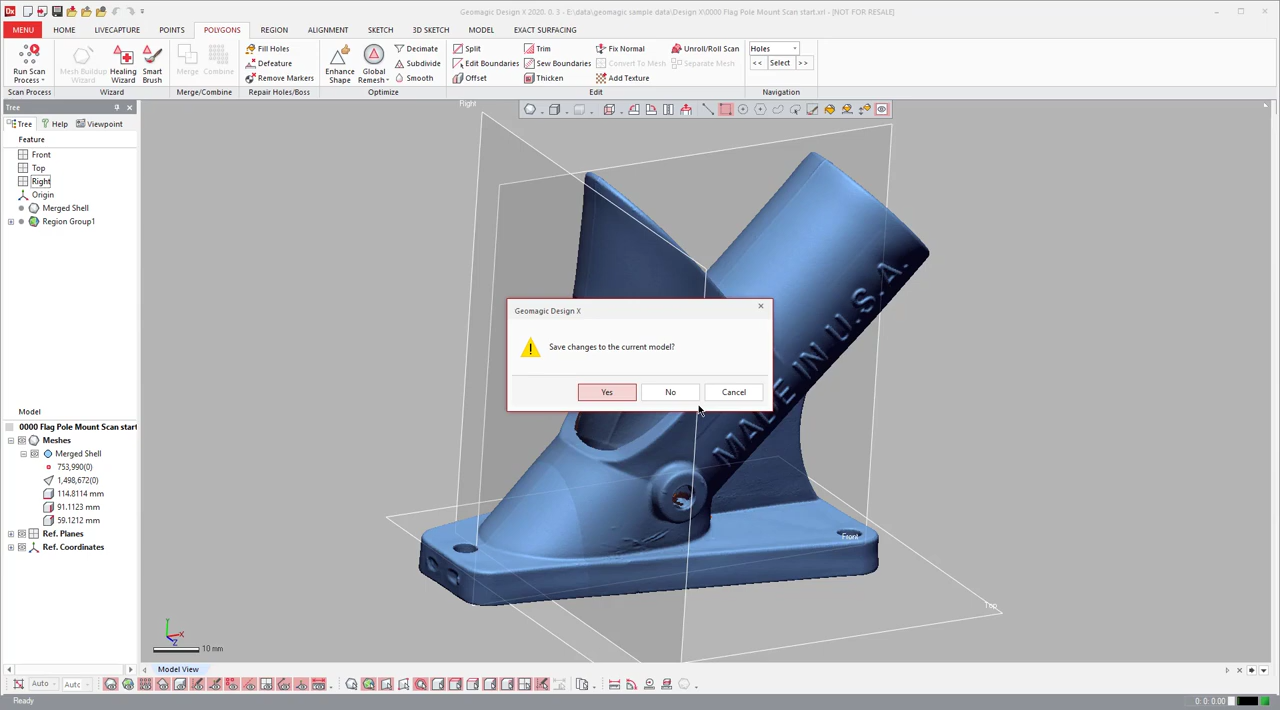 Dx
Geomagic Design X 2020. 0. 3 - E:\data\geomagic sample data\Design X\0000 Flag Pole Mount Scan start.xrl - [NOT FOR RESALE]
MENU HOME LIVECAPTURE POINTS POLYGONS REGION ALIGNMENT SKETCH 3D SKETCH MODEL EXACT SURFACING
Run Scan Process
Mesh Buildup Wizard
Healing Wizard
Smart Brush
Merge
Combine
Fill Holes
Defeature
Remove Markers
Enhance Shape
Global Remesh
Decimate
Subdivide
Smooth
Split
Edit Boundaries
Offset
Trim
Sew Boundaries
Thicken
Fix Normal
Convert To Mesh
Add Texture
Unroll/Roll Scan
Separate Mesh
Holes
<< Select >>
Scan Process Wizard Merge/Combine Repair Holes/Boss Optimize Edit Navigation
Tree
Tree Help Viewpoint
Feature
Front
Top
Right
Origin
Merged Shell
Region Group1
Right
MADE IN U.S.A.
Front
Top
Geomagic Design X
Save changes to the current model?
Yes No Cancel
Model
0000 Flag Pole Mount Scan start
Meshes
Merged Shell
753,990(0)
1,498,672(0)
114.8114 mm
91.1123 mm
59.1212 mm
Ref. Planes
Ref. Coordinates
Y
X
Z
10 mm
Model View
Auto Auto
Ready
0: 0: 0.00